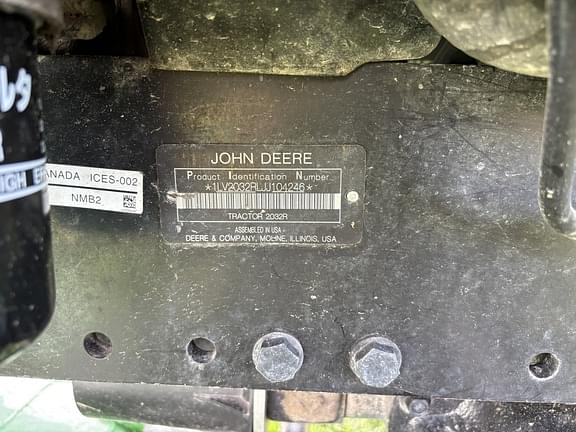 JOHN DEERE
Product Identification Number
*1LV2032RLJJ104246*
TRACTOR 2032R
- ASSEMBLED IN USA -
DEERE & COMPANY, MOLINE, ILLINOIS, USA
ANADA ICES-002
NMB2
IGH